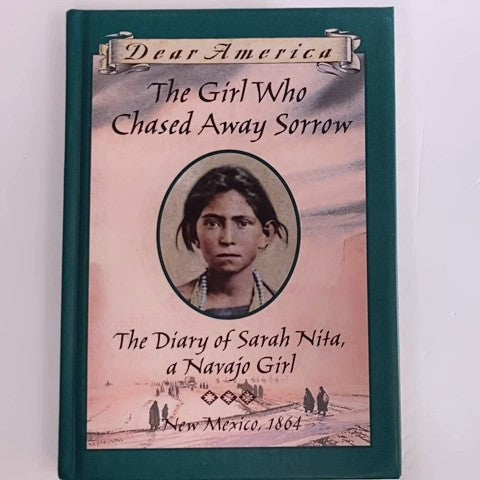 Dear America
The Girl Who
Chased Away Sorrow
The Diary of Sarah Nita,
a Navajo Girl
New Mexico, 1864